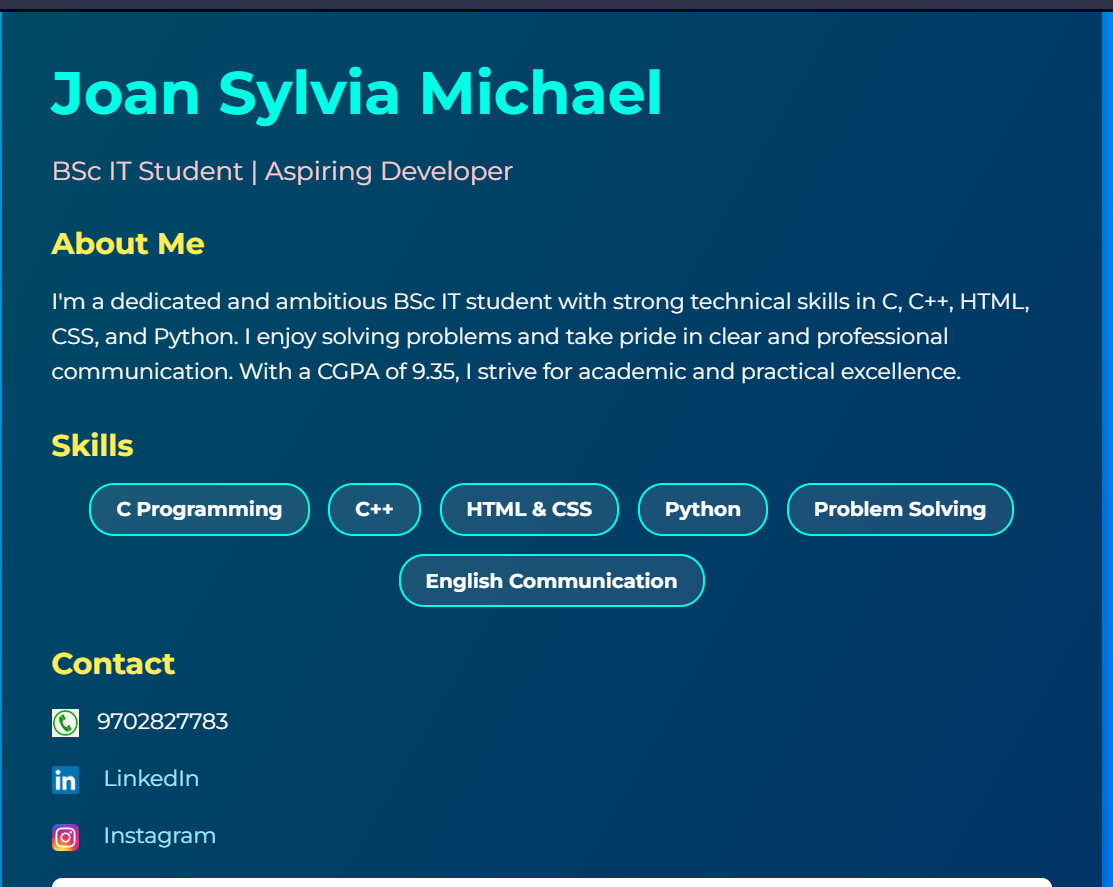 Joan Sylvia Michael
BSc IT Student | Aspiring Developer
About Me
I'm a dedicated and ambitious BSc IT student with strong technical skills in C, C++, HTML,
CSS, and Python. I enjoy solving problems and take pride in clear and professional
communication. With a CGPA of 9.35, I strive for academic and practical excellence.
Skills
C Programming
C++
HTML & CSS
Python
Problem Solving
English Communication
Contact
9702827783
in LinkedIn
Instagram